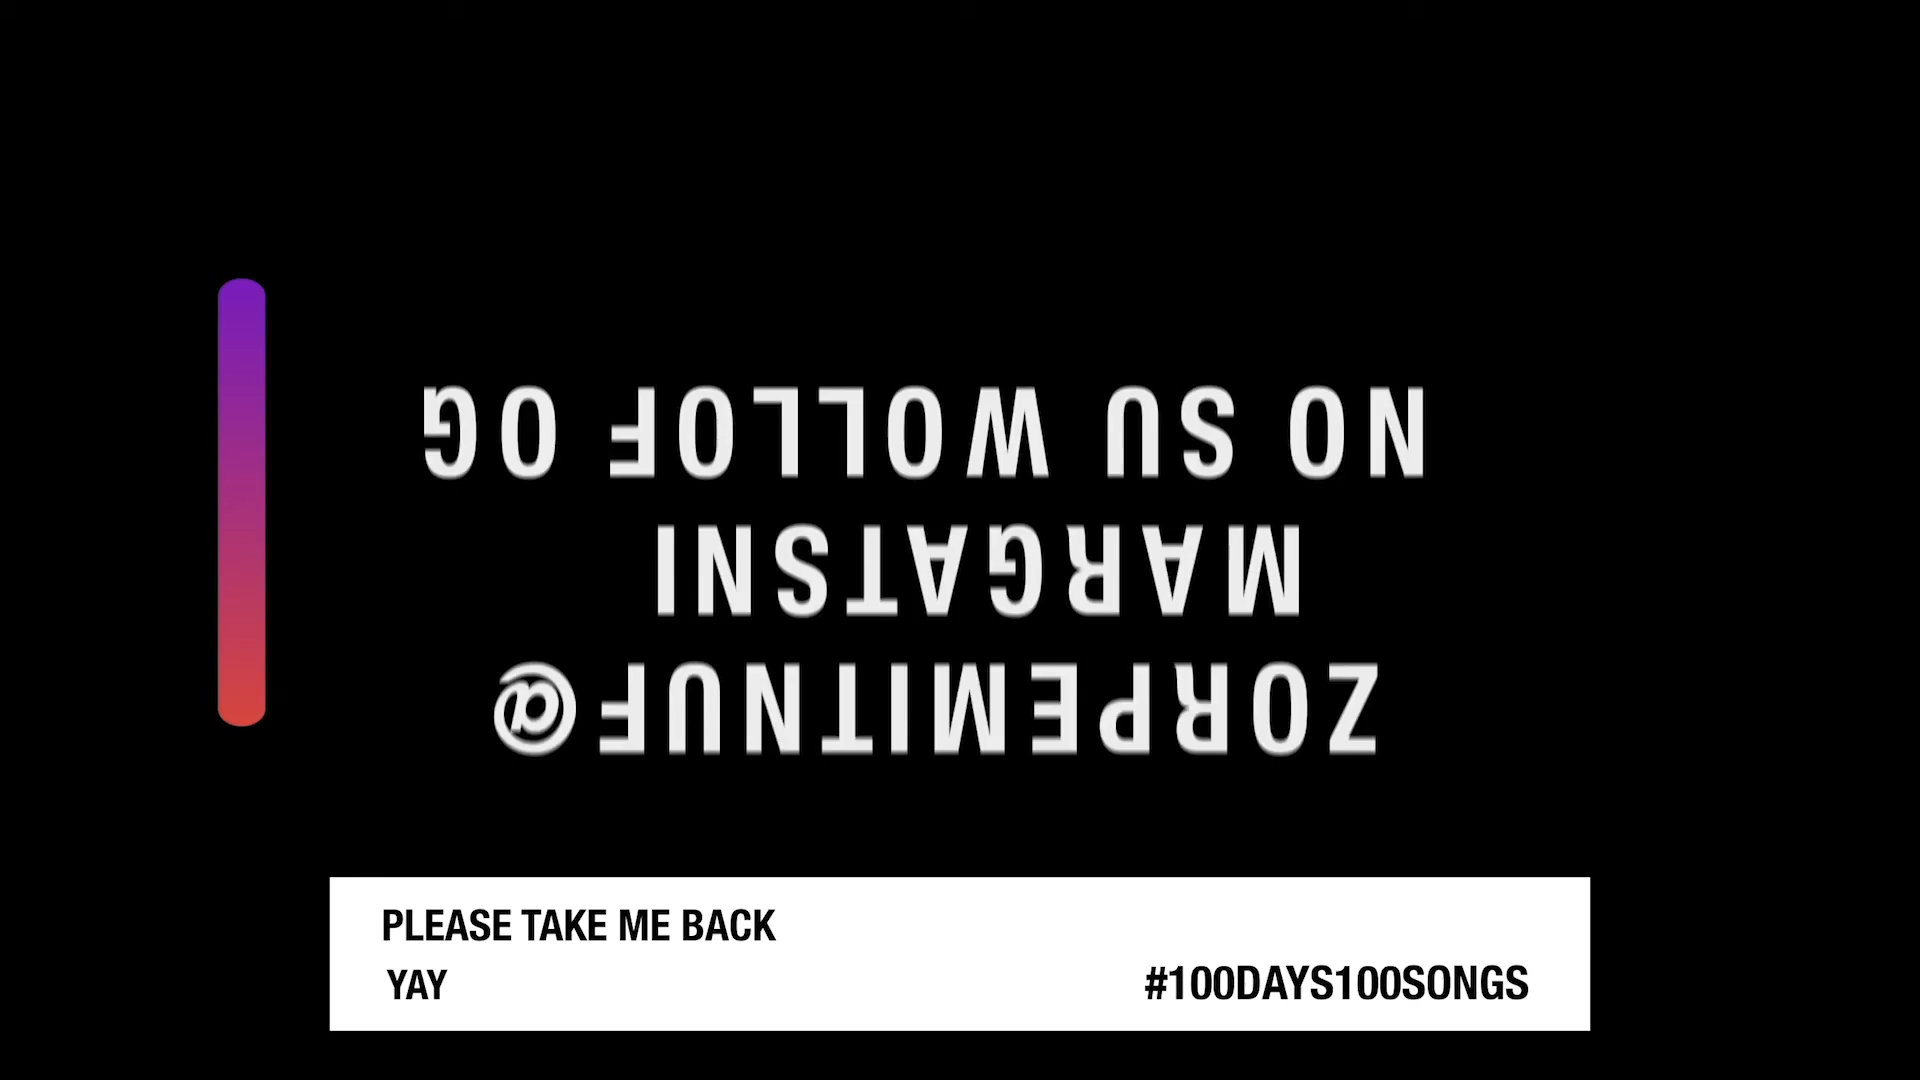 GO FOLLOW US ON
INSTAGRAM
@FUNTIMEPROZ
PLEASE TAKE ME BACK
YAY #100DAYS100SONGS